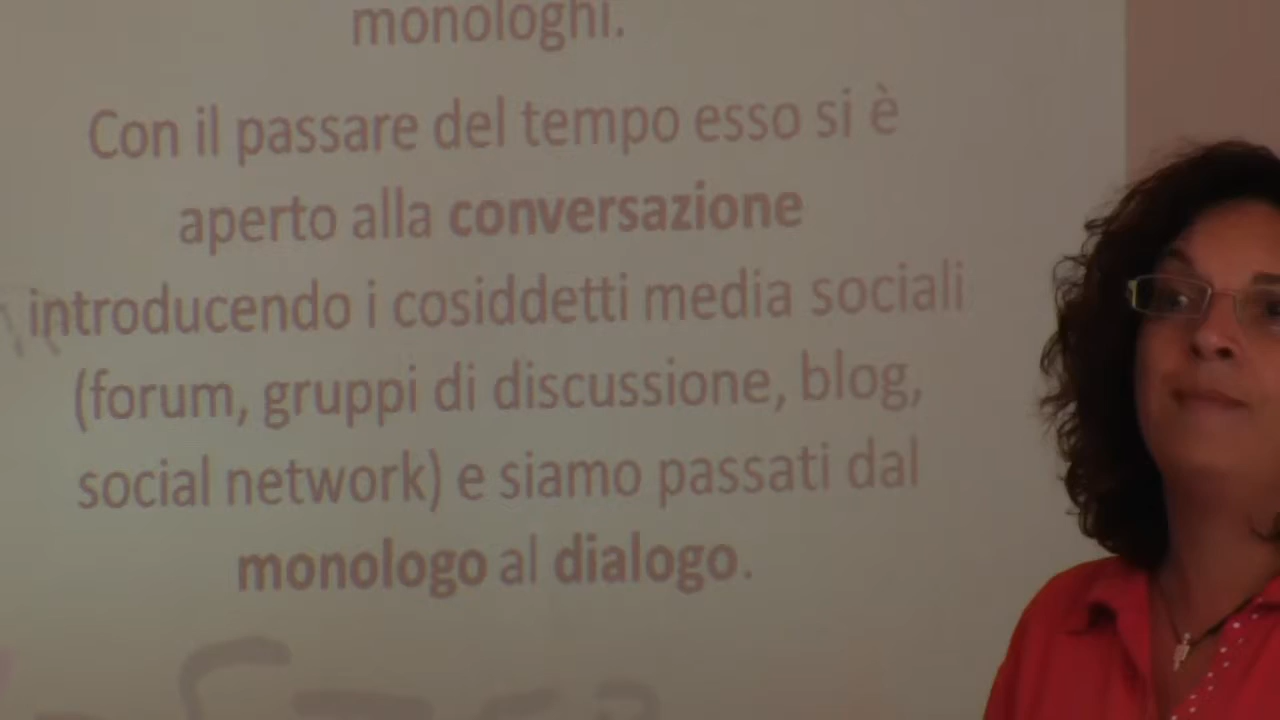 monologhi.
Con il passare del tempo esso si è
aperto alla conversazione
introducendo i cosiddetti media sociali
(forum, gruppi di discussione, blog,
social network) e siamo passati dal
monologo al dialogo.